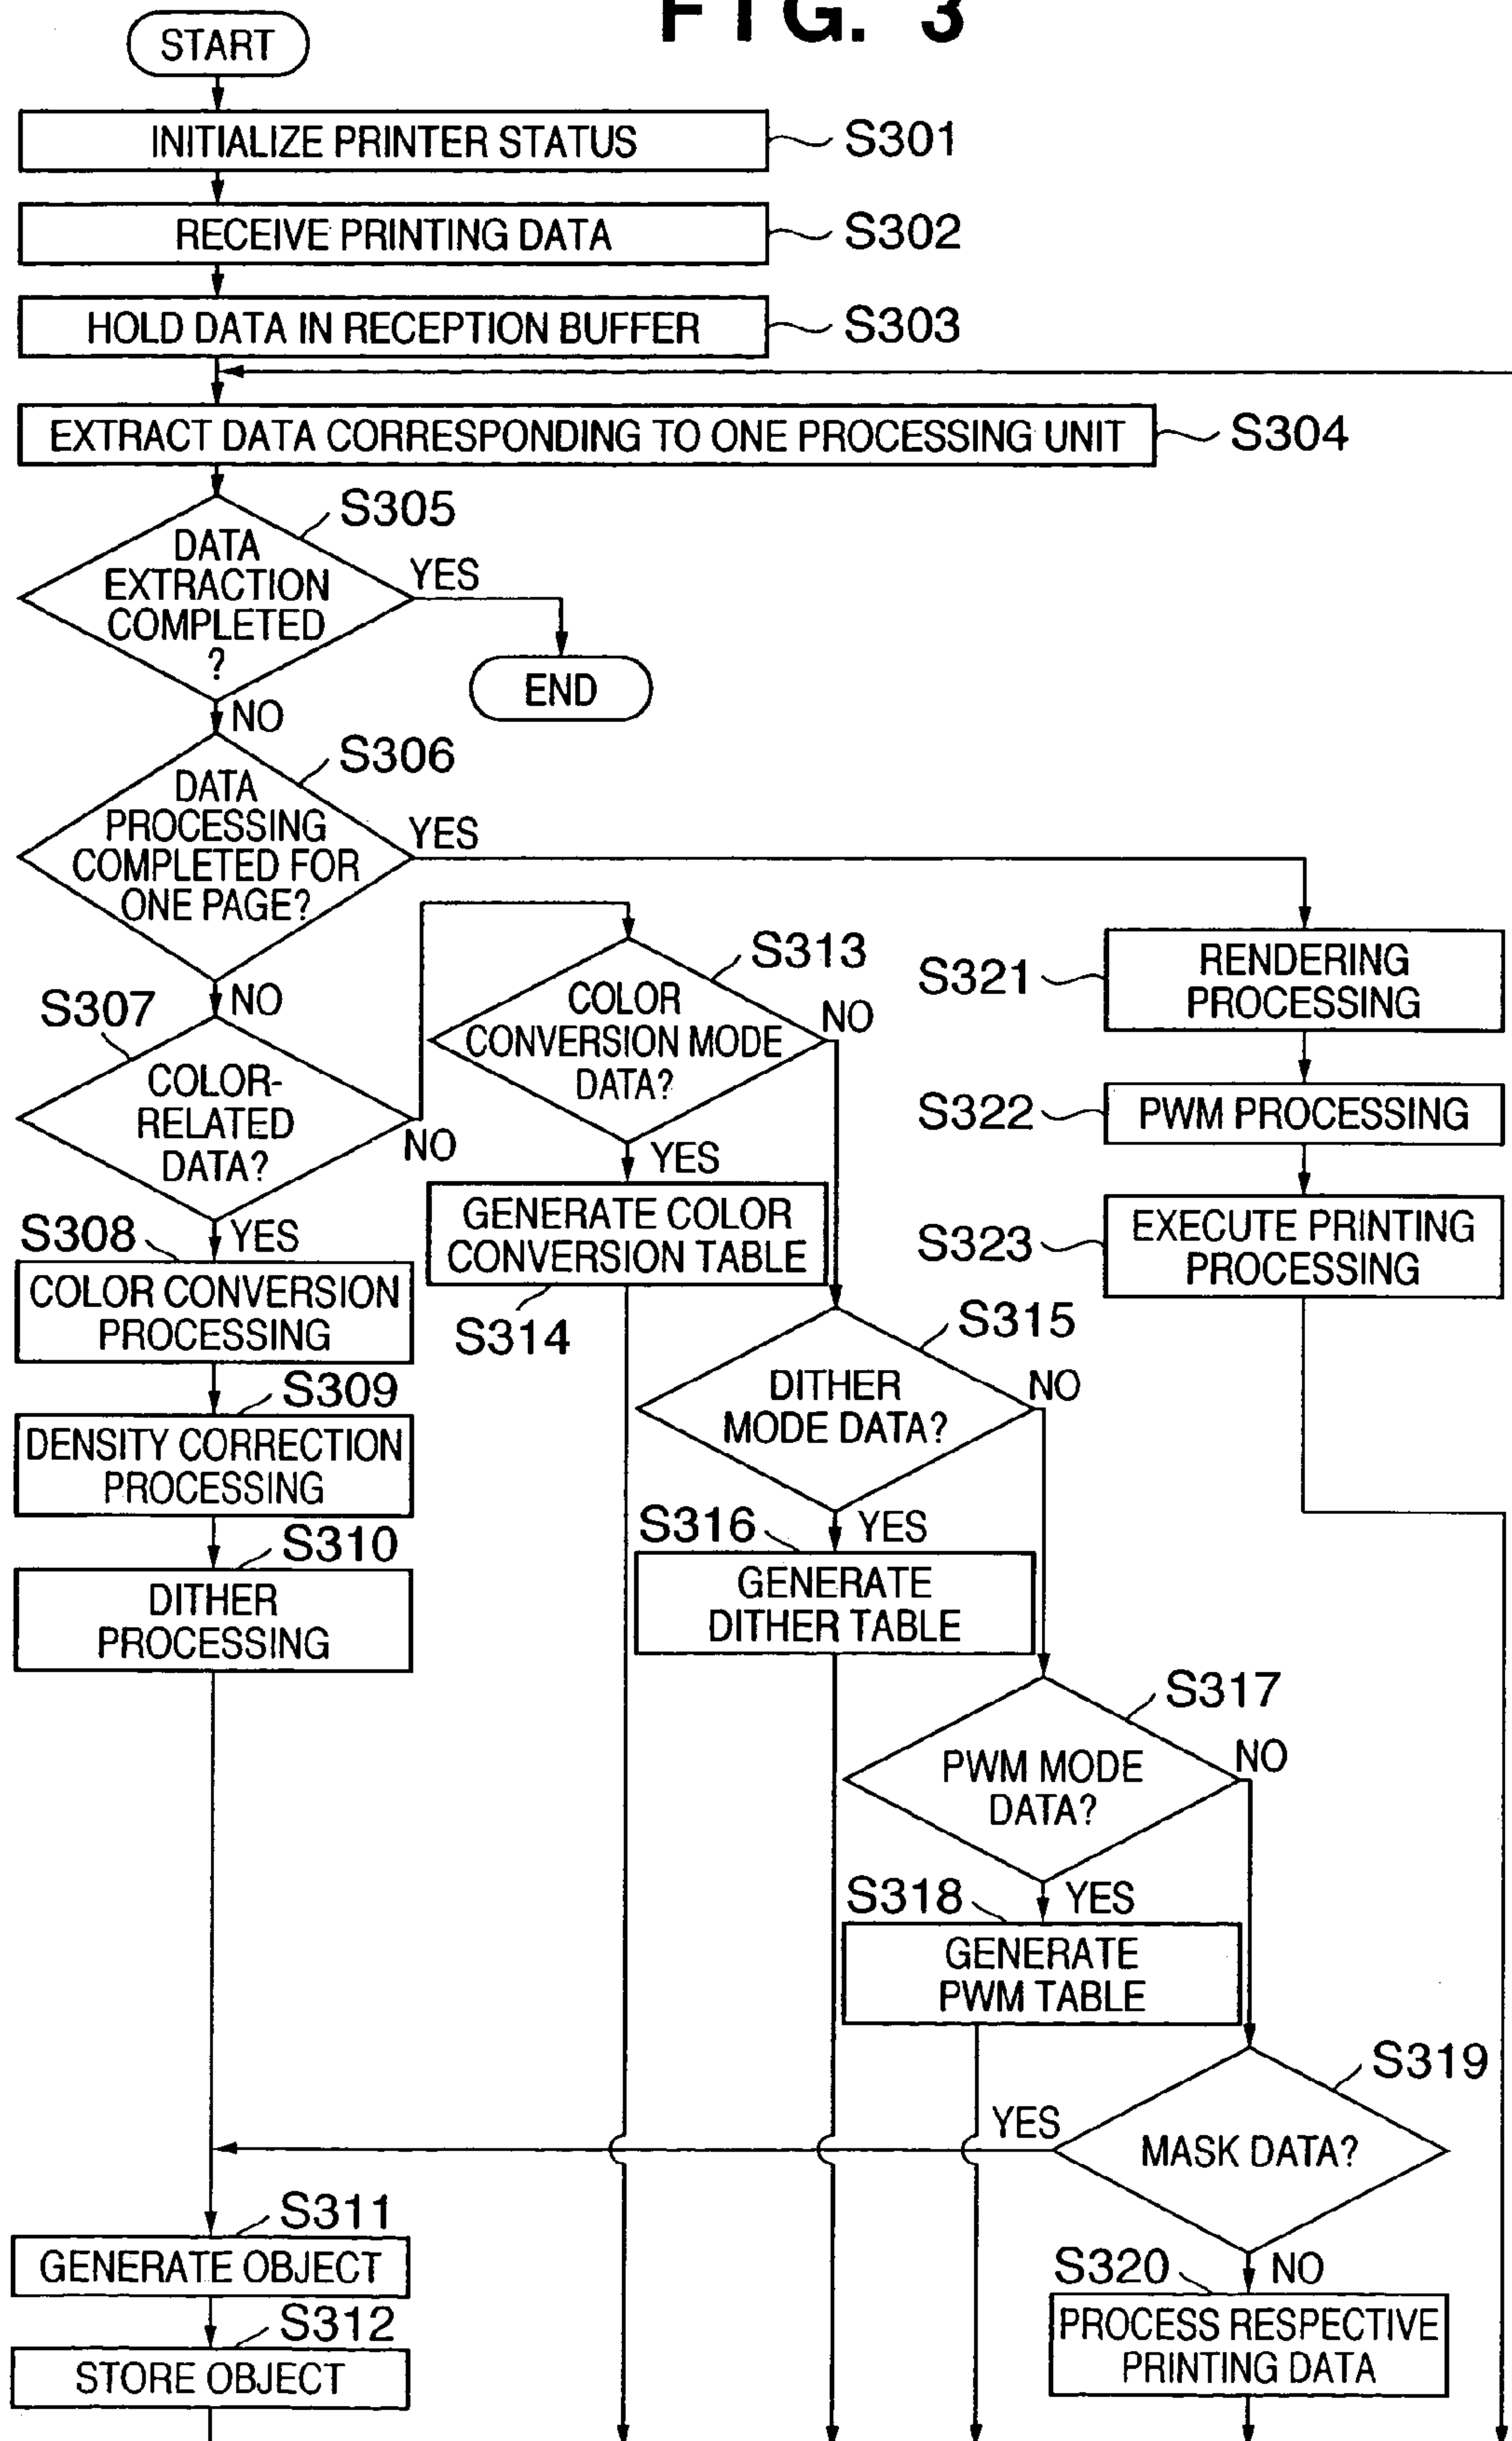 FIG. 3
START
INITIALIZE PRINTER STATUS
S301
RECEIVE PRINTING DATA
S302
HOLD DATA IN RECEPTION BUFFER
S303
EXTRACT DATA CORRESPONDING TO ONE PROCESSING UNIT
S304
S305
DATA
EXTRACTION
COMPLETED
?
YES
END
NO
S306
DATA
PROCESSING
COMPLETED FOR
ONE PAGE?
YES
NO
S307
COLOR-
RELATED
DATA?
NO
YES
S308
COLOR CONVERSION
PROCESSING
S309
DENSITY CORRECTION
PROCESSING
S310
DITHER
PROCESSING
S311
GENERATE OBJECT
S312
STORE OBJECT
S313
COLOR
CONVERSION MODE
DATA?
NO
YES
GENERATE COLOR
CONVERSION TABLE
S314
S315
DITHER
MODE DATA?
NO
YES
S316
GENERATE
DITHER TABLE
S317
PWM MODE
DATA?
NO
YES
S318
GENERATE
PWM TABLE
S319
MASK DATA?
YES
NO
S320
PROCESS RESPECTIVE
PRINTING DATA
S321
RENDERING
PROCESSING
S322
PWM PROCESSING
S323
EXECUTE PRINTING
PROCESSING